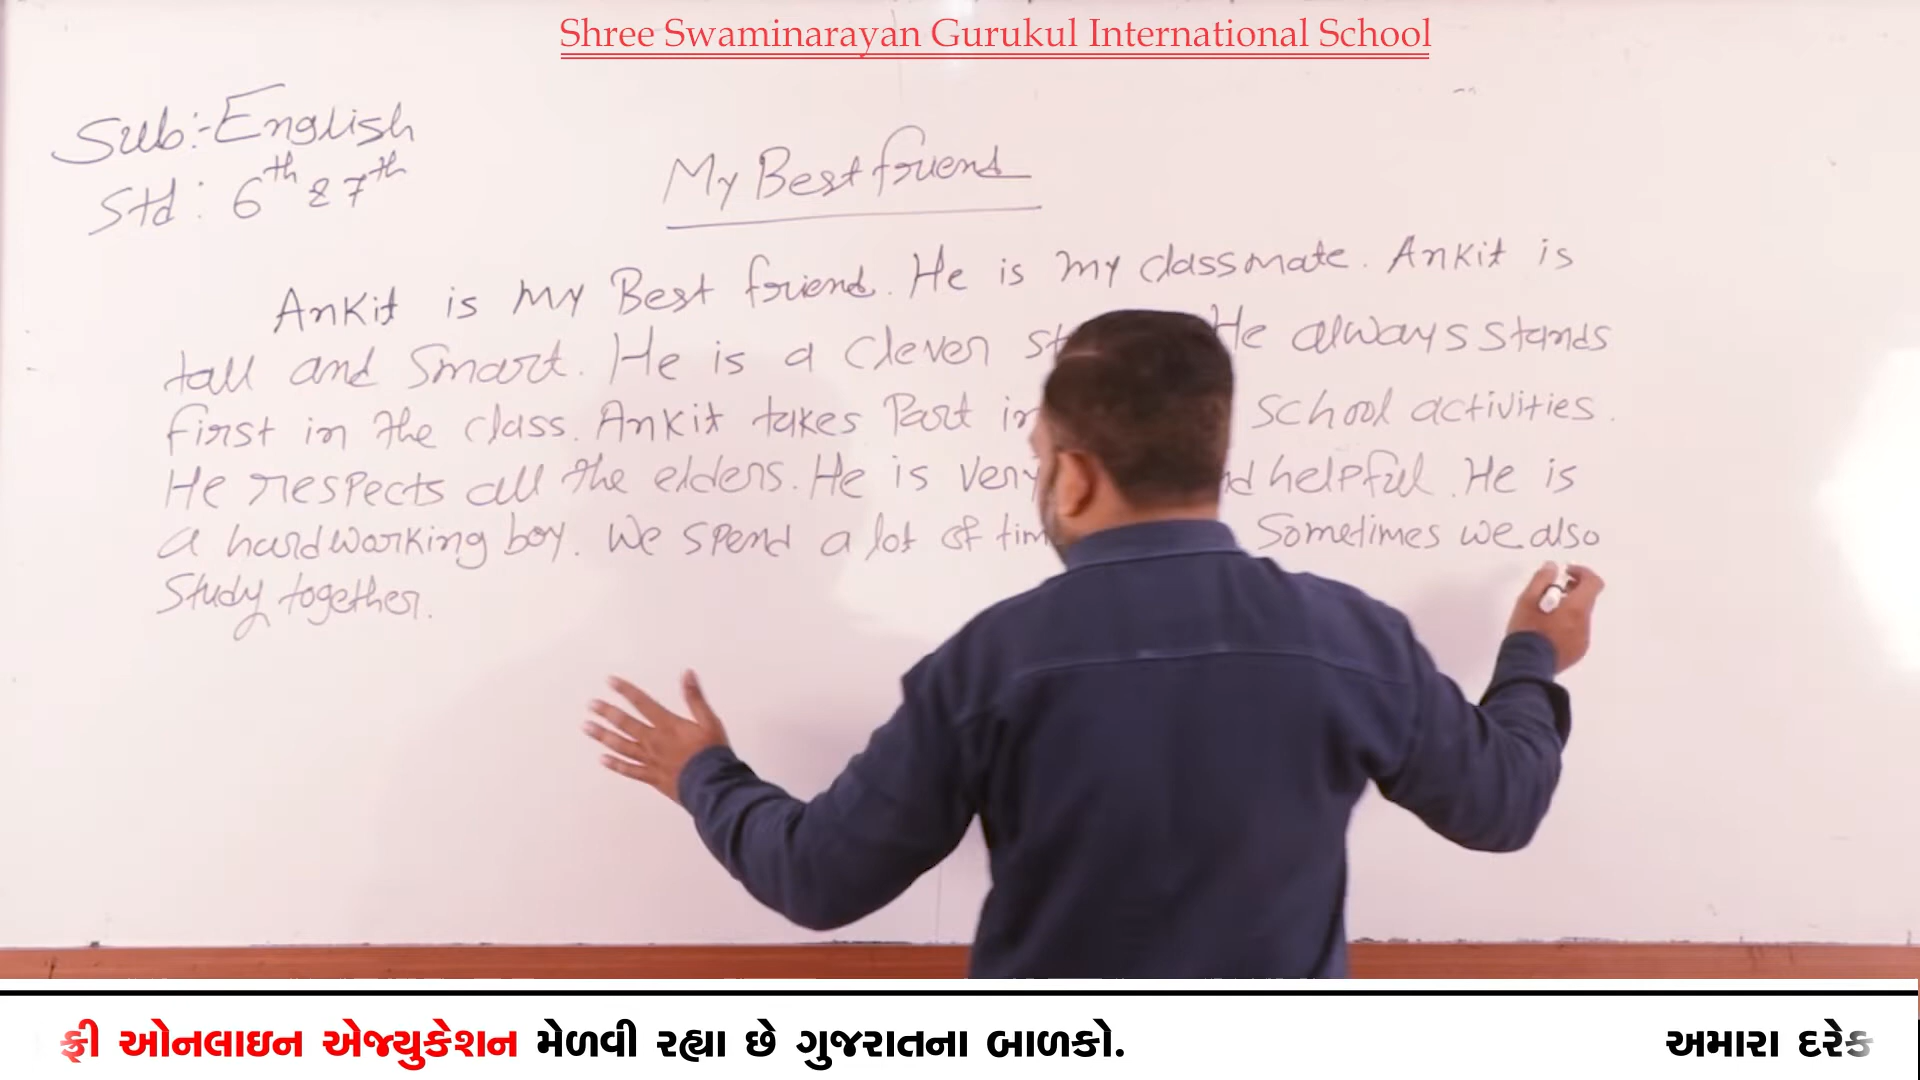 Shree Swaminarayan Gurukul International School
Sub:- English
Std: 6th & 7th
My Best friend
Ankit is my Best friend. He is my classmate. Ankit is
tall and smart. He is a clever He always stands
first in the class. Ankit takes Part in school activities.
He respects all the elders. He is very helpful. He is
a hardworking boy. We spend a lot of Sometimes we also
study together.
ફ્રી ઓનલાઇન એજ્યુકેશન મેળવી રહ્યા છે ગુજરાતના બાળકો. અમારા દરેક